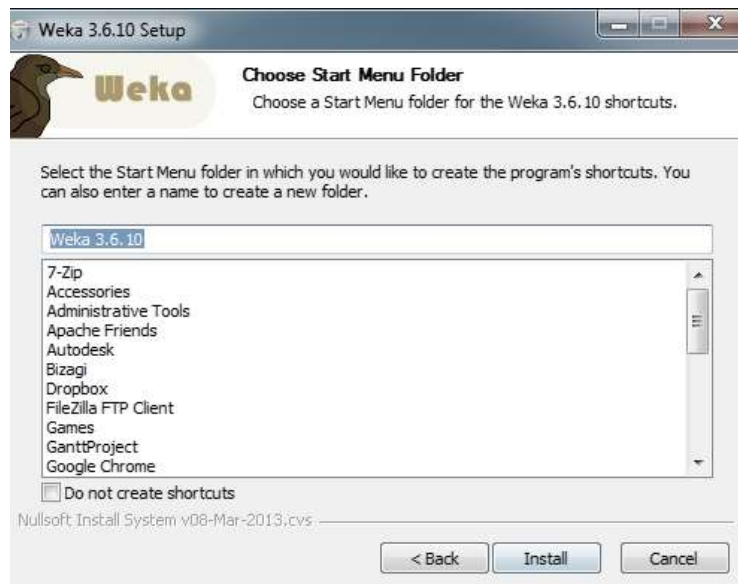 Weka 3.6.10 Setup
Weka
Choose Start Menu Folder
Choose a Start Menu folder for the Weka 3.6.10 shortcuts.
Select the Start Menu folder in which you would like to create the program's shortcuts. You
can also enter a name to create a new folder.
Weka 3.6.10
7-Zip
Accessories
Administrative Tools
Apache Friends
Autodesk
Bizagi
Dropbox
FileZilla FTP Client
Games
GanttProject
Google Chrome
Do not create shortcuts
Nullsoft Install System v08-Mar-2013.cvs
< Back Install Cancel